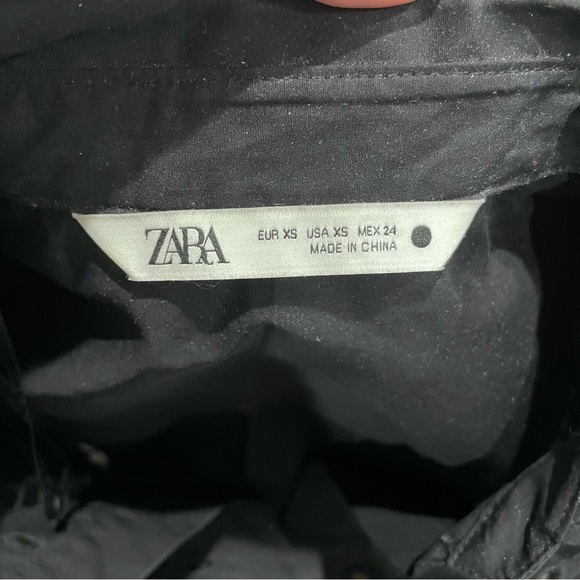 ZARA
EUR XS USA XS MEX 24
MADE IN CHINA